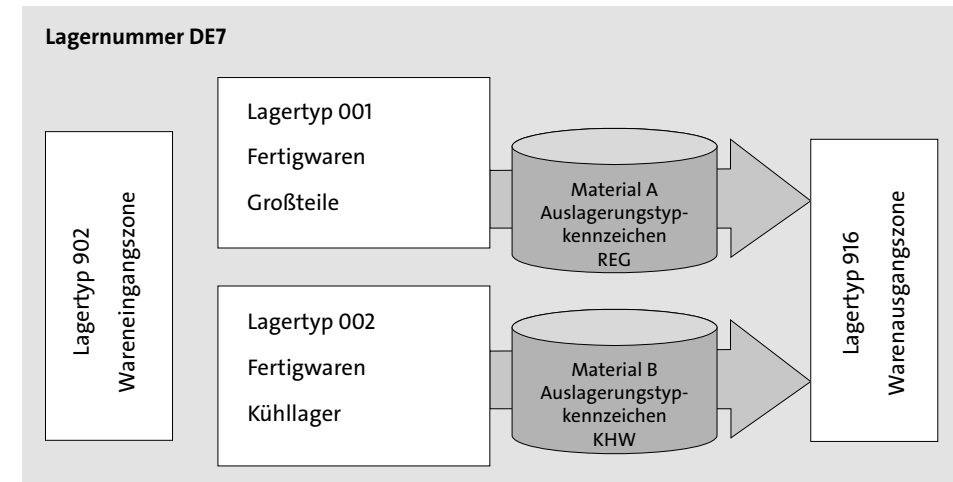 Lagernummer DE7
Lagertyp 902
Wareneingangszone
Lagertyp 001
Fertigwaren
Großteile
Material A
Auslagerungstyp-
kennzeichen
REG
Lagertyp 002
Fertigwaren
Kühllager
Material B
Auslagerungstyp-
kennzeichen
KHW
Lagertyp 916
Warenausgangszone